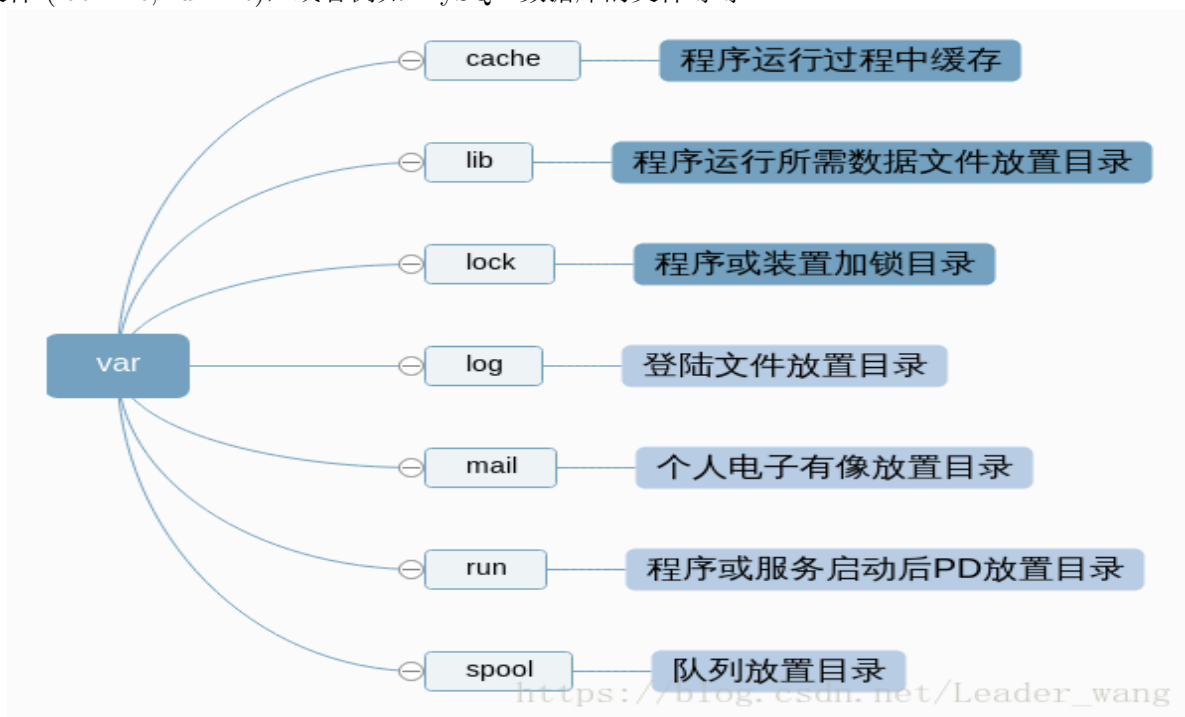 cache 程序运行过程中缓存
lib 程序运行所需数据文件放置目录
lock 程序或装置加锁目录
var
log 登陆文件放置目录
mail 个人电子有像放置目录
run 程序或服务启动后PD放置目录
spool 队列放置目录
https://blog.csdn.net/Leader_wang